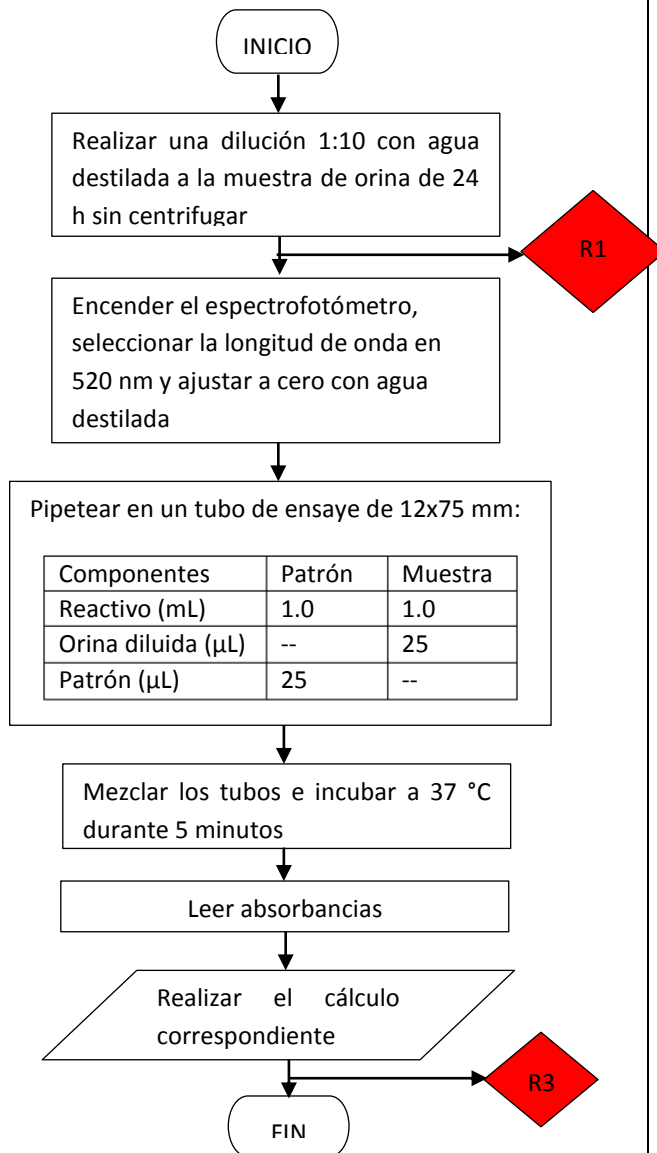 INICIO
Realizar una dilución 1:10 con agua
destilada a la muestra de orina de 24
h sin centrifugar
R1
Encender el espectrofotómetro,
seleccionar la longitud de onda en
520 nm y ajustar a cero con agua
destilada
Pipetear en un tubo de ensaye de 12x75 mm:
Componentes Patrón Muestra
Reactivo (mL) 1.0 1.0
Orina diluida (µL) -- 25
Patrón (µL) 25 --
Mezclar los tubos e incubar a 37 °C
durante 5 minutos
Leer absorbancias
Realizar el cálculo
correspondiente
R3
FIN